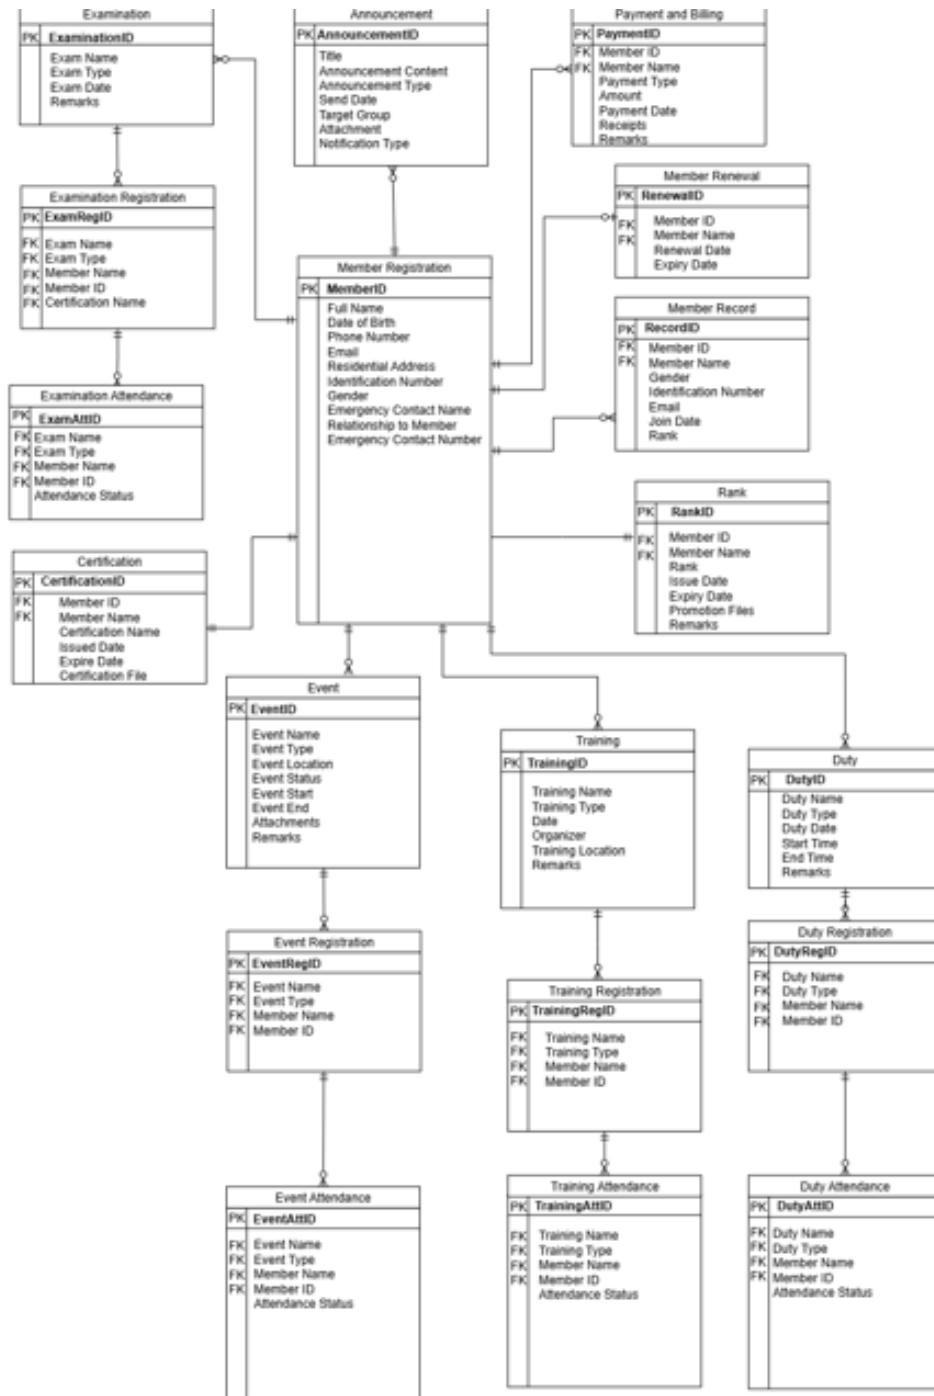 Examination
PK ExaminationID
Exam Name
Exam Type
Exam Date
Remarks
Announcement
PK AnnouncementID
Title
Announcement Content
Announcement Type
Send Date
Target Group
Attachment
Notification Type
Payment and Billing
PK PaymentID
FK Member ID
FK Member Name
Payment Type
Amount
Payment Date
Receipts
Remarks
Member Renewal
PK RenewalID
FK Member ID
FK Member Name
Renewal Date
Expiry Date
Examination Registration
PK ExamRegID
FK Exam Name
FK Exam Type
FK Member Name
FK Member ID
FK Certification Name
Member Registration
PK MemberID
Full Name
Date of Birth
Phone Number
Email
Residential Address
Identification Number
Gender
Emergency Contact Name
Relationship to Member
Emergency Contact Number
Member Record
PK RecordID
FK Member ID
FK Member Name
Gender
Identification Number
Email
Join Date
Rank
Examination Attendance
PK ExamAttID
FK Exam Name
FK Exam Type
FK Member Name
FK Member ID
Attendance Status
Rank
PK RankID
FK Member ID
FK Member Name
Rank
Issue Date
Expiry Date
Promotion Files
Remarks
Certification
PK CertificationID
FK Member ID
FK Member Name
Certification Name
Issued Date
Expire Date
Certification File
Event
PK EventID
Event Name
Event Type
Event Location
Event Status
Event Start
Event End
Attachments
Remarks
Training
PK TrainingID
Training Name
Training Type
Date
Organizer
Training Location
Remarks
Duty
PK DutyID
Duty Name
Duty Type
Duty Date
Start Time
End Time
Remarks
Event Registration
PK EventRegID
FK Event Name
FK Event Type
FK Member Name
FK Member ID
Training Registration
PK TrainingRegID
FK Training Name
FK Training Type
FK Member Name
FK Member ID
Duty Registration
PK DutyRegID
FK Duty Name
FK Duty Type
FK Member Name
FK Member ID
Event Attendance
PK EventAttID
FK Event Name
FK Event Type
FK Member Name
FK Member ID
Attendance Status
Training Attendance
PK TrainingAttID
FK Training Name
FK Training Type
FK Member Name
FK Member ID
Attendance Status
Duty Attendance
PK DutyAttID
FK Duty Name
FK Duty Type
FK Member Name
FK Member ID
Attendance Status